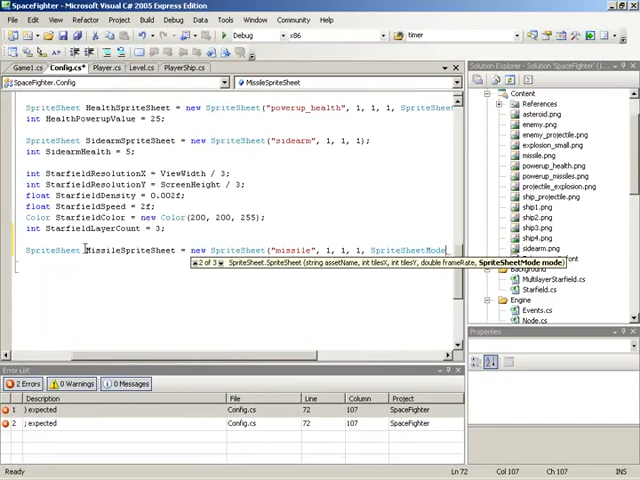 SpaceFighter - Microsoft Visual C# 2005 Express Edition
File Edit View Refactor Project Build Debug Data Tools Window Community Help
Debug x86 timer
Game1.cs Config.cs* Player.cs Level.cs PlayerShip.cs
SpaceFighter.Config MissileSpriteSheet
SpriteSheet HealthSpriteSheet = new SpriteSheet("powerup_health", 1, 1, 1, SpriteSheet
int HealthPowerupValue = 25;
SpriteSheet SidearmSpriteSheet = new SpriteSheet("sidearm", 1, 1, 1);
int SidearmHealth = 5;
int StarfieldResolutionX = ViewWidth / 3;
int StarfieldResolutionY = ScreenHeight / 3;
float StarfieldDensity = 0.002f;
float StarfieldSpeed = 2f;
Color StarfieldColor = new Color(200, 200, 255);
int StarfieldLayerCount = 3;
SpriteSheet MissileSpriteSheet = new SpriteSheet("missile", 1, 1, 1, SpriteSheetMode
2 of 3 SpriteSheet.SpriteSheet (string assetName, int tilesX, int tilesY, double frameRate, SpriteSheetMode mode)
Solution Explorer - Solution 'SpaceFighter'
Content
References
asteroid.png
enemy.png
enemy_projectile.png
explosion_small.png
missile.png
powerup_health.png
powerup_missiles.png
projectile_explosion.png
ship_projectile.png
ship1.png
ship2.png
ship3.png
ship4.png
sidearm.png
Background
MultilayerStarfield.cs
Starfield.cs
Engine
Events.cs
Node.cs
Properties
Error List
2 Errors 0 Warnings 0 Messages
Description File Line Column Project
1 ) expected Config.cs 72 107 SpaceFighter
2 ; expected Config.cs 72 107 SpaceFighter
Ready Ln 72 Col 107 Ch 107 INS